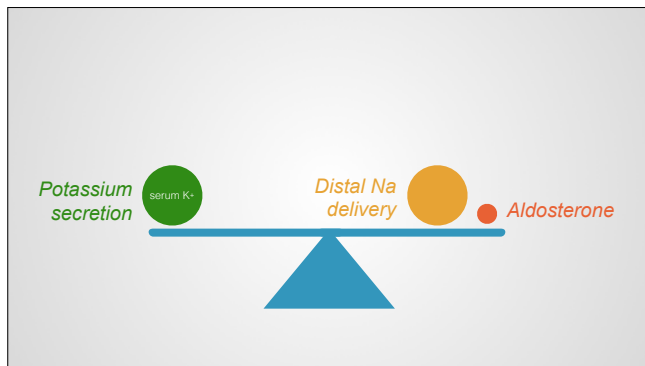 Potassium
secretion
serum K+
Distal Na
delivery
Aldosterone